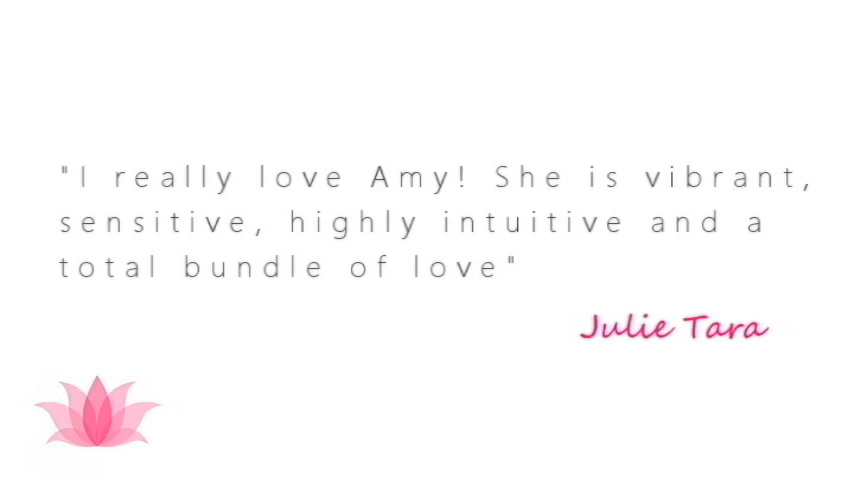 "I really love Amy! She is vibrant,
sensitive, highly intuitive and a
total bundle of love"
Julie Tara